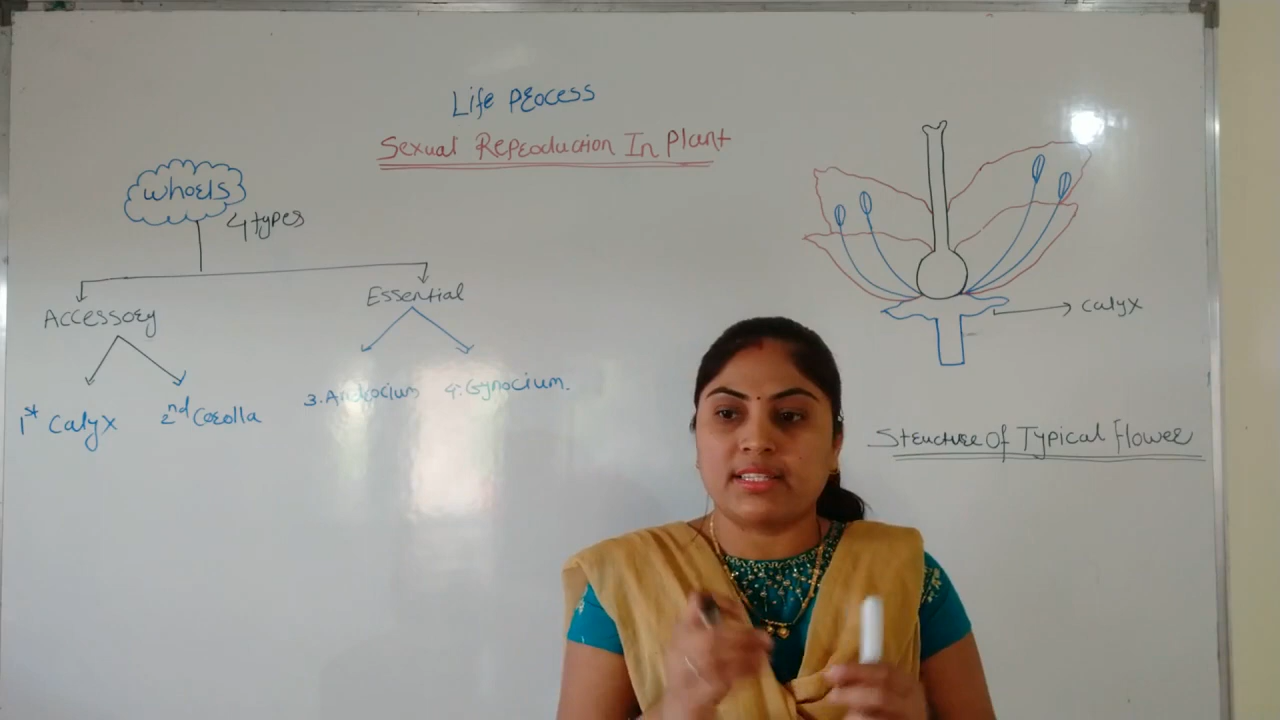 Life Process
Sexual Reproduction In Plant
whorls
4 types
Accessory
Essential
1st Calyx
2nd Corolla
3. Androcium
4. Gynocium.
calyx
Structure Of Typical Flower